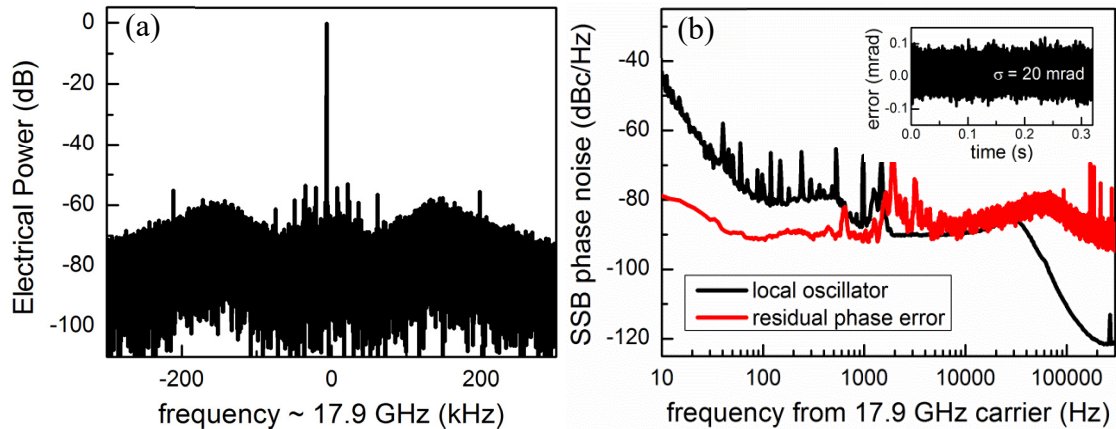 (a)
Electrical Power (dB)
0
-20
-40
-60
-80
-100
-200
0
200
frequency ~ 17.9 GHz (kHz)
(b)
SSB phase noise (dBc/Hz)
-40
-60
-80
-100
-120
10
100
1000
10000
100000
frequency from 17.9 GHz carrier (Hz)
local oscillator
residual phase error
error (mrad)
0.1
0.0
-0.1
σ = 20 mrad
0.0
0.1
0.2
0.3
time (s)